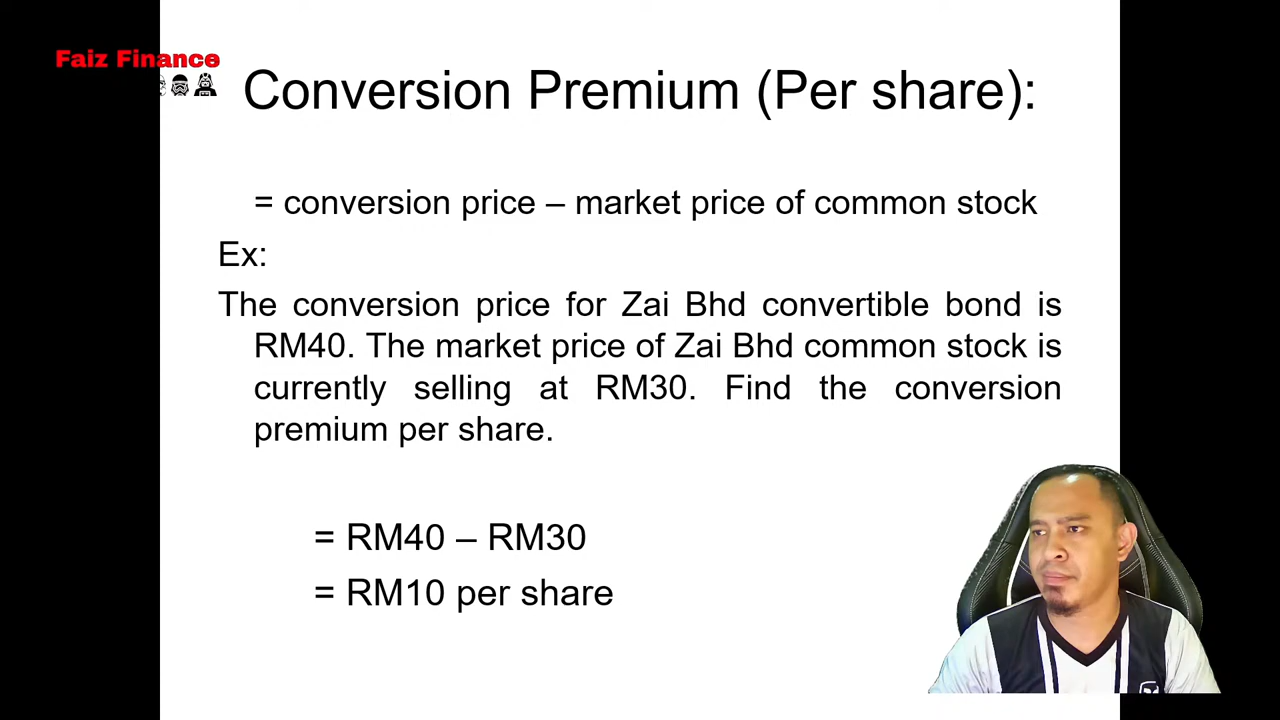 Faiz Finance
Conversion Premium (Per share):
= conversion price – market price of common stock
Ex:
The conversion price for Zai Bhd convertible bond is
RM40. The market price of Zai Bhd common stock is
currently selling at RM30. Find the conversion
premium per share.
= RM40 – RM30
= RM10 per share